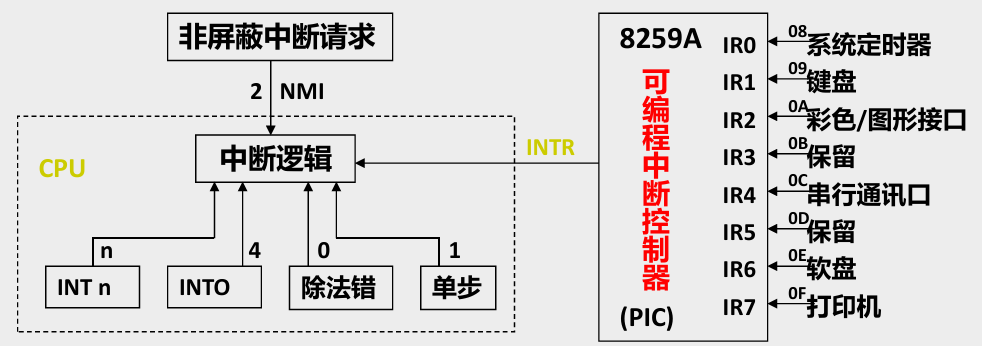 非屏蔽中断请求
2 NMI
CPU
中断逻辑
INTR
n
4
0
1
INT n
INTO
除法错
单步
8259A
可编程中断控制器
(PIC)
IR0 08 系统定时器
IR1 09 键盘
IR2 0A 彩色/图形接口
IR3 0B 保留
IR4 0C 串行通讯口
IR5 0D 保留
IR6 0E 软盘
IR7 0F 打印机